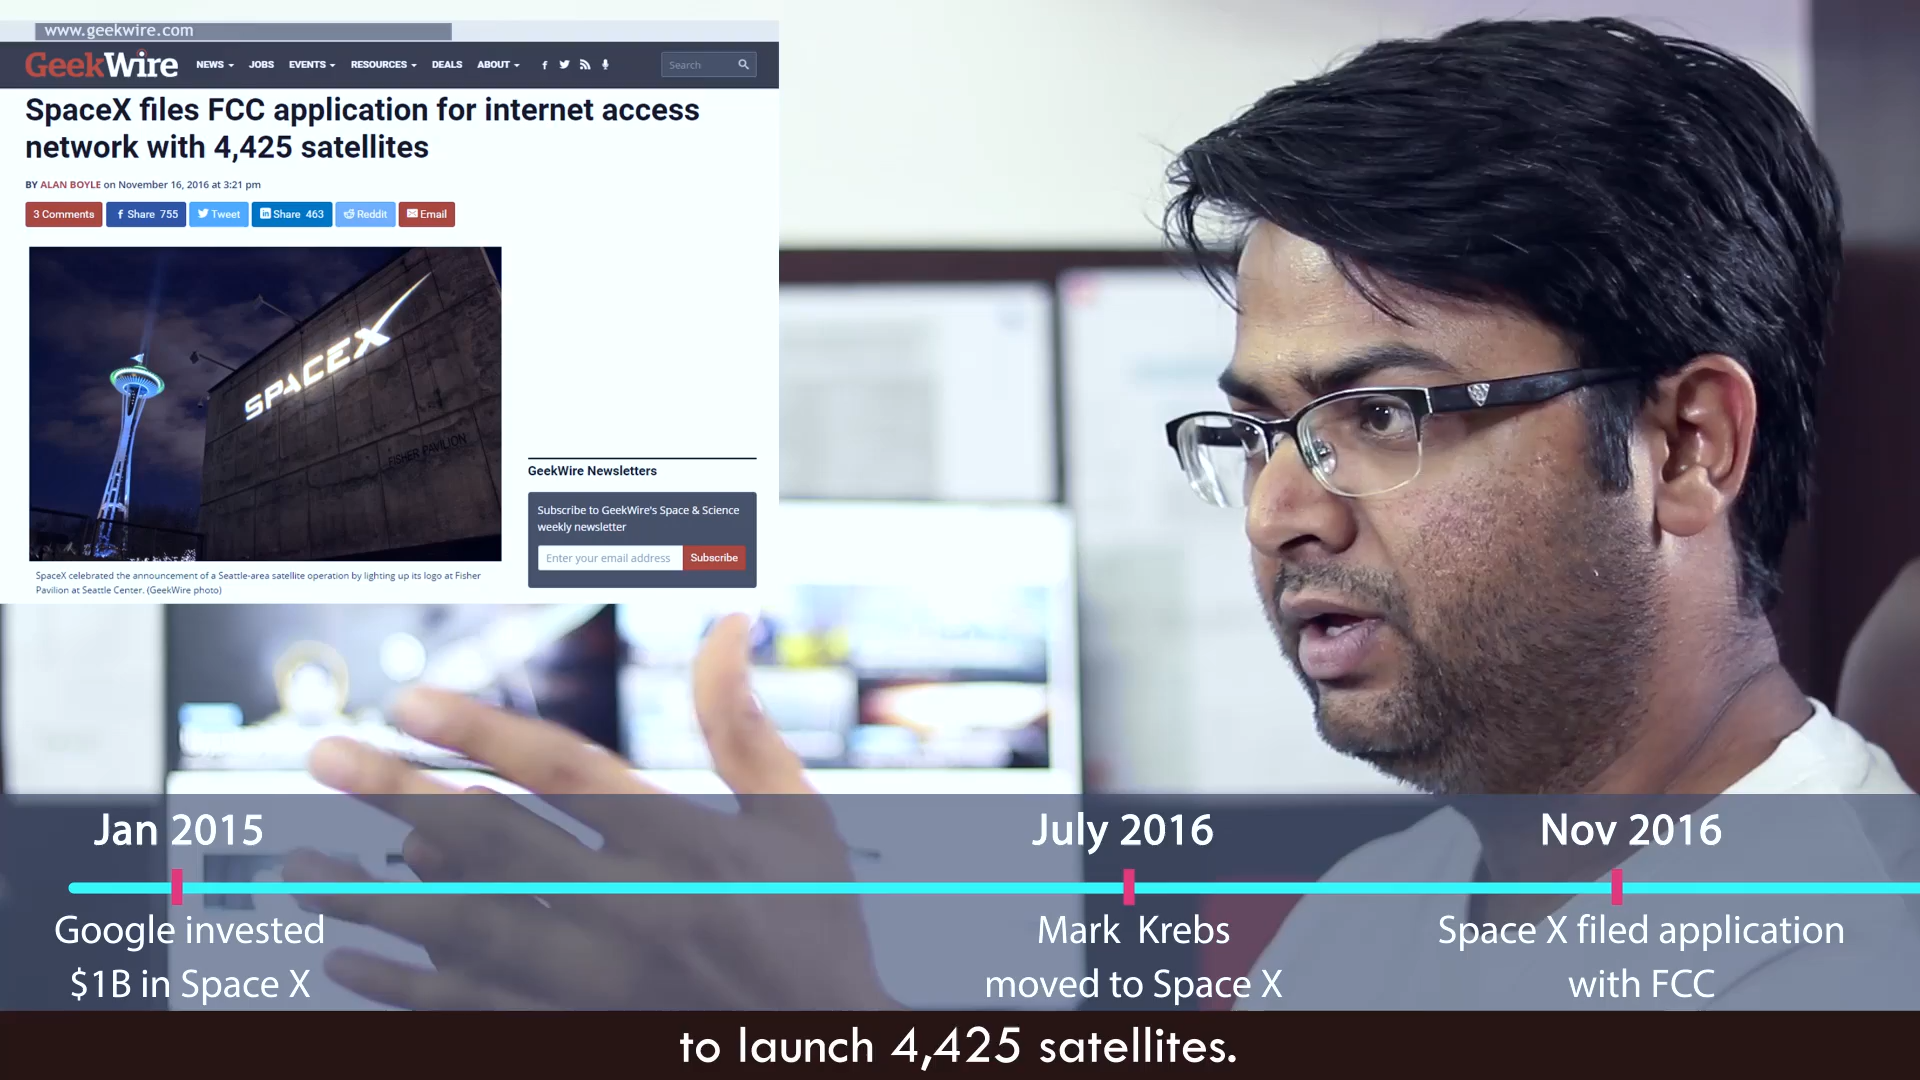 www.geekwire.com
GeekWire NEWS JOBS EVENTS RESOURCES DEALS ABOUT Search
SpaceX files FCC application for internet access
network with 4,425 satellites
BY ALAN BOYLE on November 16, 2016 at 3:21 pm
3 Comments Share 755 Tweet Share 463 Reddit Email
SPACEX
FISHER PAVILION
SpaceX celebrated the announcement of a Seattle-area satellite operation by lighting up its logo at Fisher
Pavilion at Seattle Center. (GeekWire photo)
GeekWire Newsletters
Subscribe to GeekWire's Space & Science
weekly newsletter
Enter your email address Subscribe
Jan 2015 July 2016 Nov 2016
Google invested
$1B in Space X
Mark Krebs
moved to Space X
Space X filed application
with FCC
to launch 4,425 satellites.